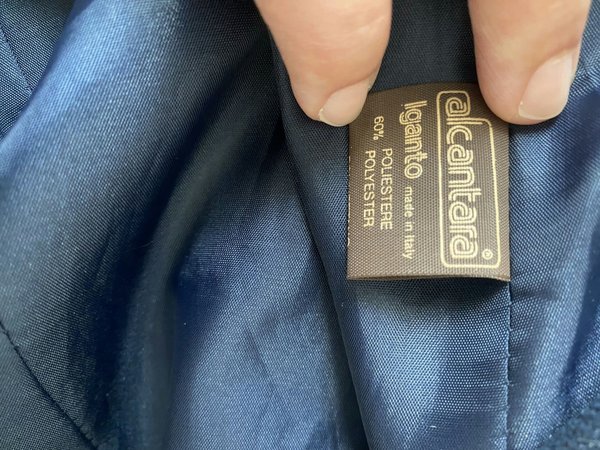 alcantara®
Iganto made in Italy
60% POLIESTERE
POLYESTER